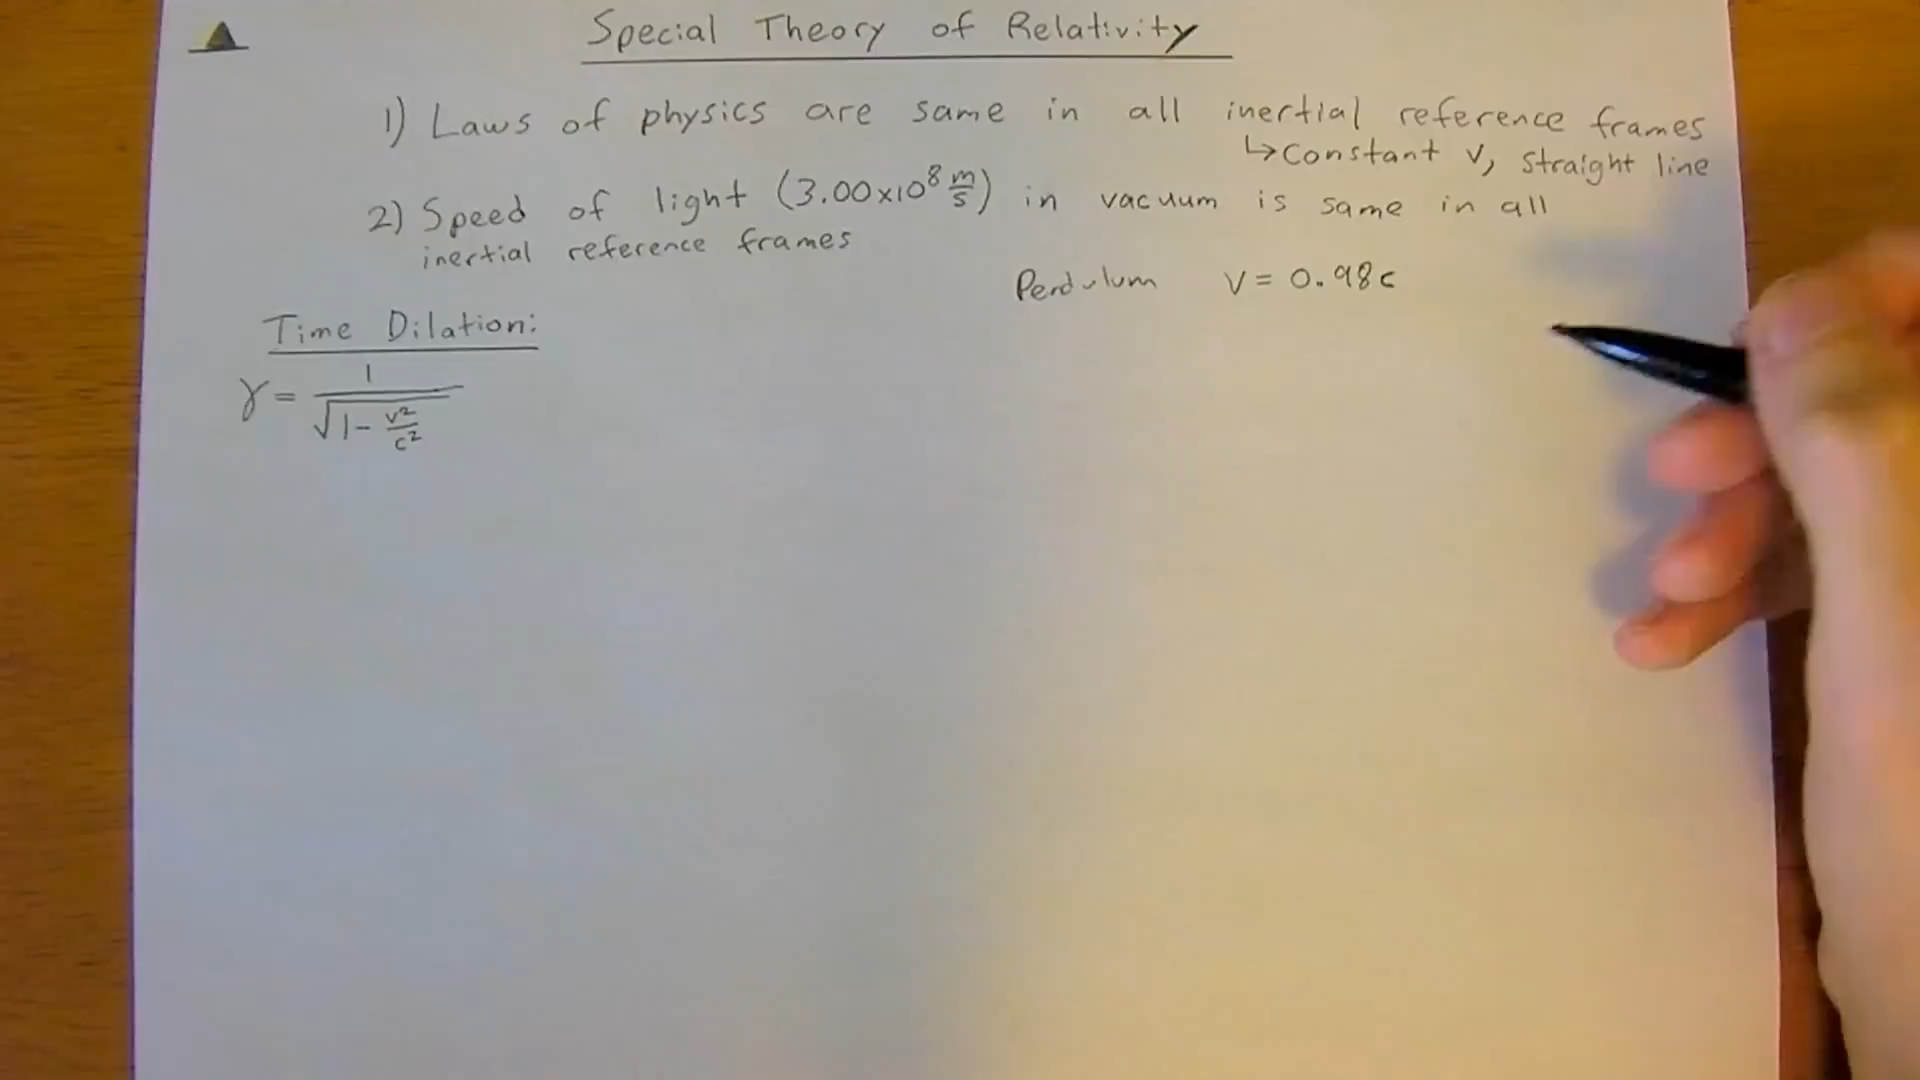 Special Theory of Relativity
1) Laws of physics are same in all inertial reference frames
↳ Constant v, straight line
2) Speed of light (3.00x10⁸ m/s) in vacuum is same in all
inertial reference frames
Pendulum v = 0.98c
Time Dilation:
γ = 1/√(1 - v²/c²)